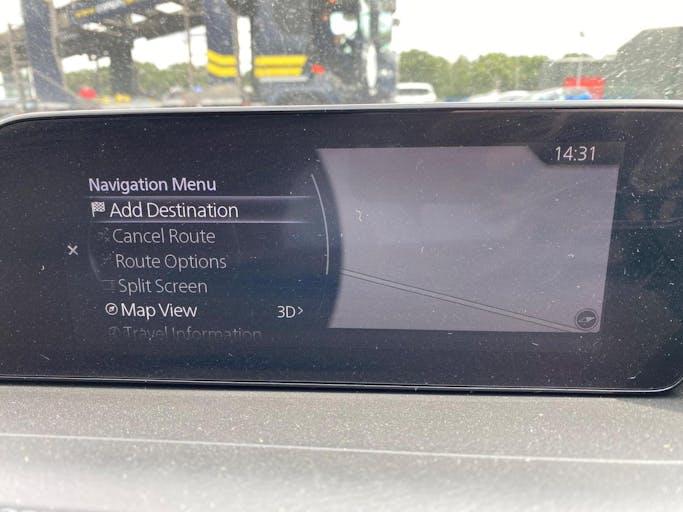 14:31
Navigation Menu
Add Destination
Cancel Route
Route Options
Split Screen
Map View 3D>
Travel Information